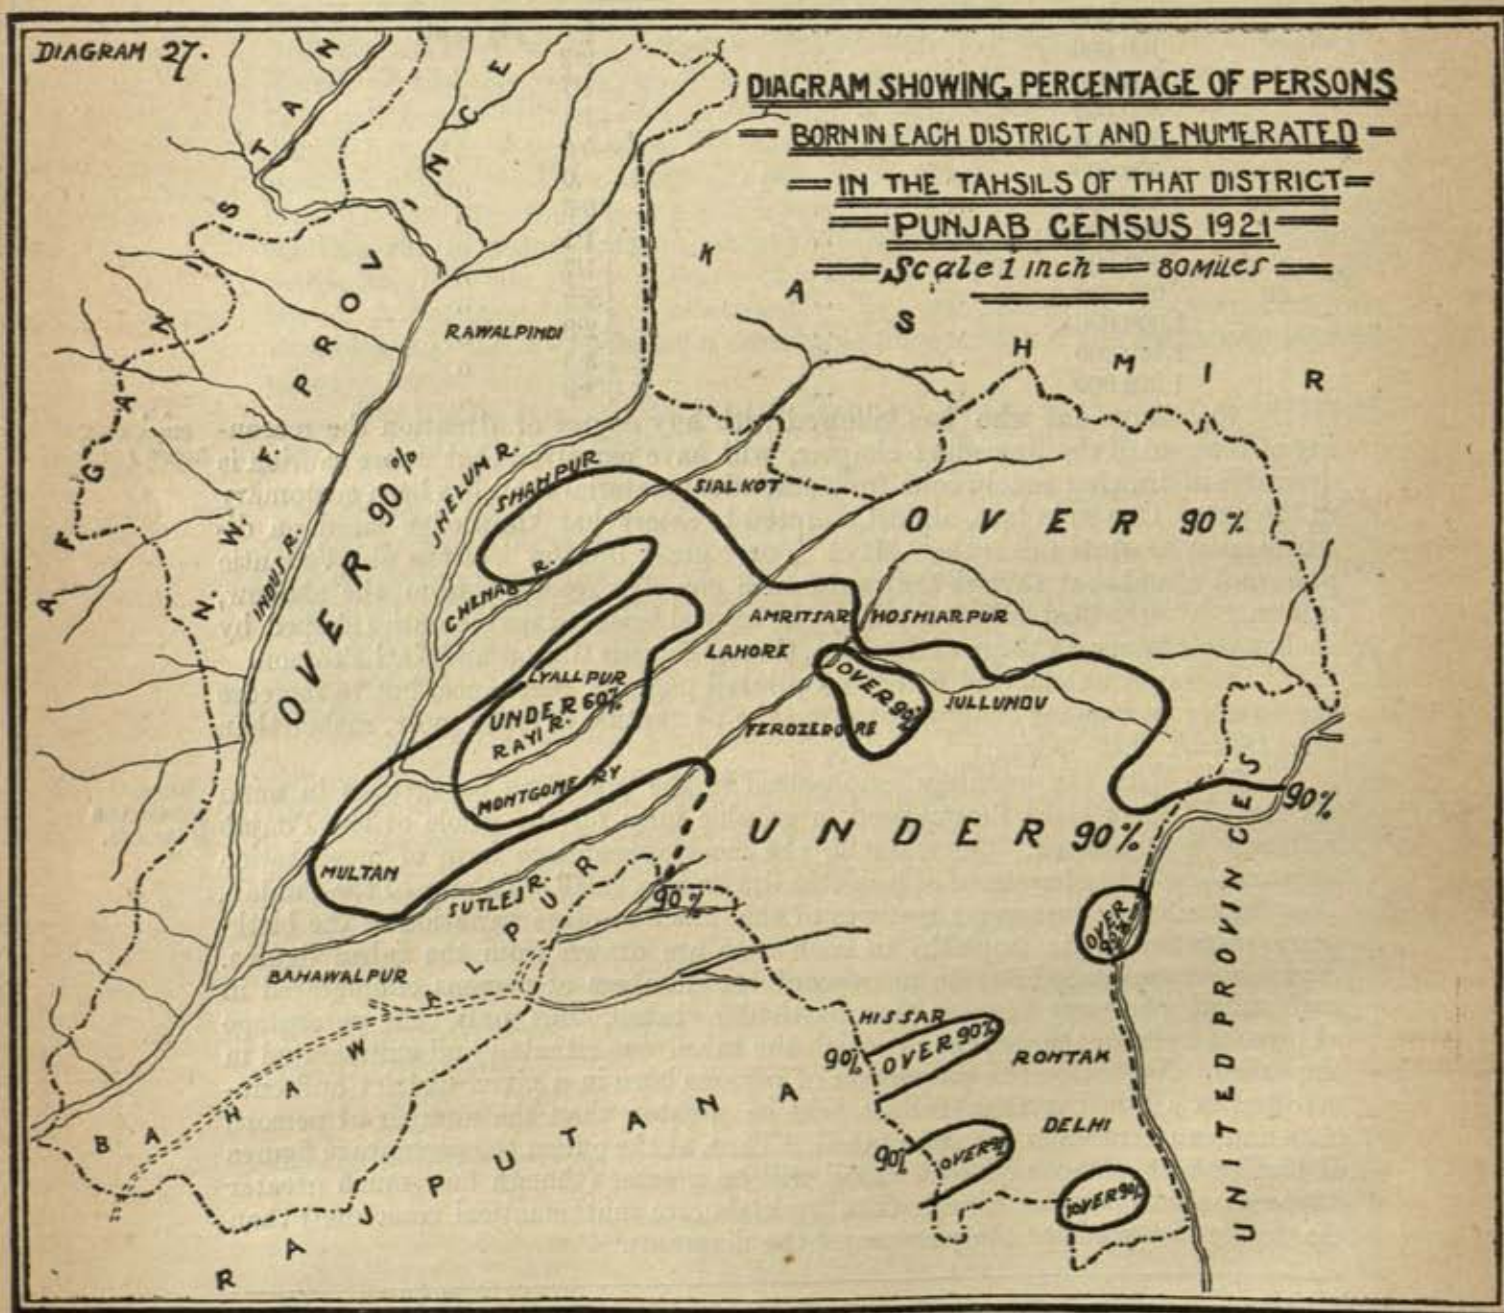 DIAGRAM 27.
DIAGRAM SHOWING PERCENTAGE OF PERSONS
BORN IN EACH DISTRICT AND ENUMERATED
IN THE TAHSILS OF THAT DISTRICT
PUNJAB CENSUS 1921
Scale 1 inch = 80 MILES
AFGANISTAN
N. W. F. PROVINCE
KASHMIR
RAWALPINDI
OVER 90%
INDUS R.
JHELUM R.
SHAHPUR
SIALKOT
OVER 90%
CHENAB R.
AMRITSAR
HOSHIARPUR
LAHORE
LYALLPUR
UNDER 60%
RAVI R.
MONTGOMERY
OVER 90%
JULLUNDU
FEROZEPORE
90%
UNDER 90%
MULTAN
SUTLEJ R.
90%
OVER
BAHAWALPUR
BAHAWALPUR
HISSAR
90%
OVER 90%
ROHTAK
DELHI
90%
OVER 90%
OVER 90%
RAJPUTANA
UNITED PROVINCES